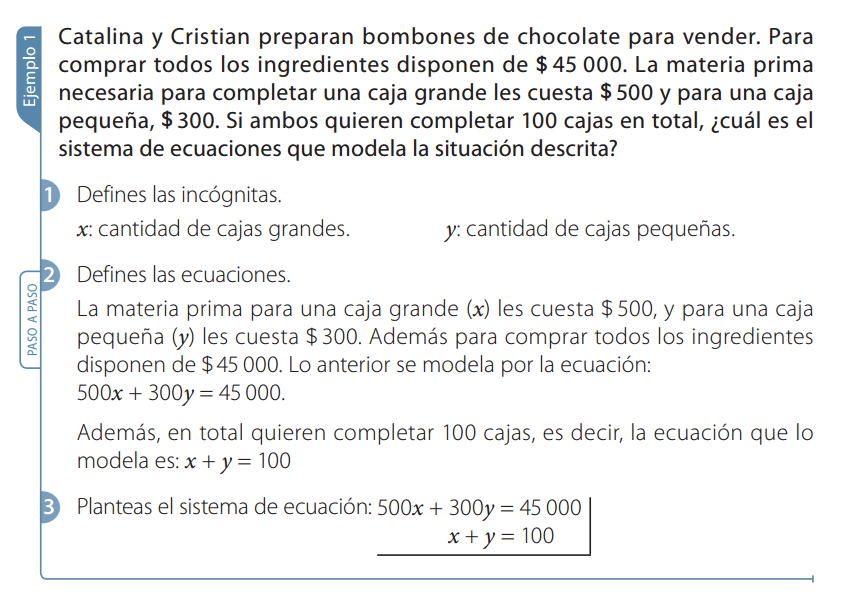 Ejemplo 1
Catalina y Cristian preparan bombones de chocolate para vender. Para
comprar todos los ingredientes disponen de $ 45 000. La materia prima
necesaria para completar una caja grande les cuesta $ 500 y para una caja
pequeña, $ 300. Si ambos quieren completar 100 cajas en total, ¿cuál es el
sistema de ecuaciones que modela la situación descrita?
PASO A PASO
1 Defines las incógnitas.
x: cantidad de cajas grandes. y: cantidad de cajas pequeñas.
2 Defines las ecuaciones.
La materia prima para una caja grande (x) les cuesta $ 500, y para una caja
pequeña (y) les cuesta $ 300. Además para comprar todos los ingredientes
disponen de $ 45 000. Lo anterior se modela por la ecuación:
500x + 300y = 45 000.
Además, en total quieren completar 100 cajas, es decir, la ecuación que lo
modela es: x + y = 100
3 Planteas el sistema de ecuación: 500x + 300y = 45 000
x + y = 100